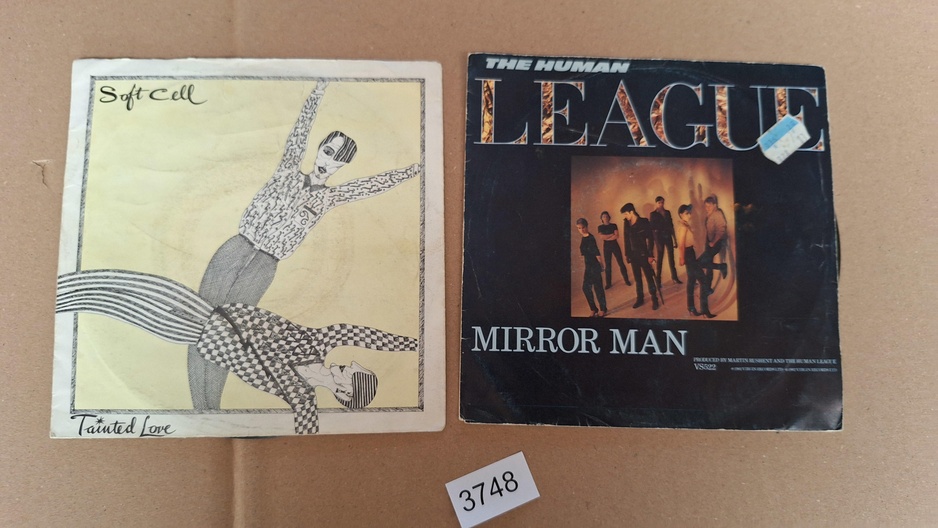 Soft Cell
Tainted Love
THE HUMAN
LEAGUE
MIRROR MAN
PRODUCED BY MARTIN RUSHENT AND THE HUMAN LEAGUE
VS522
3748